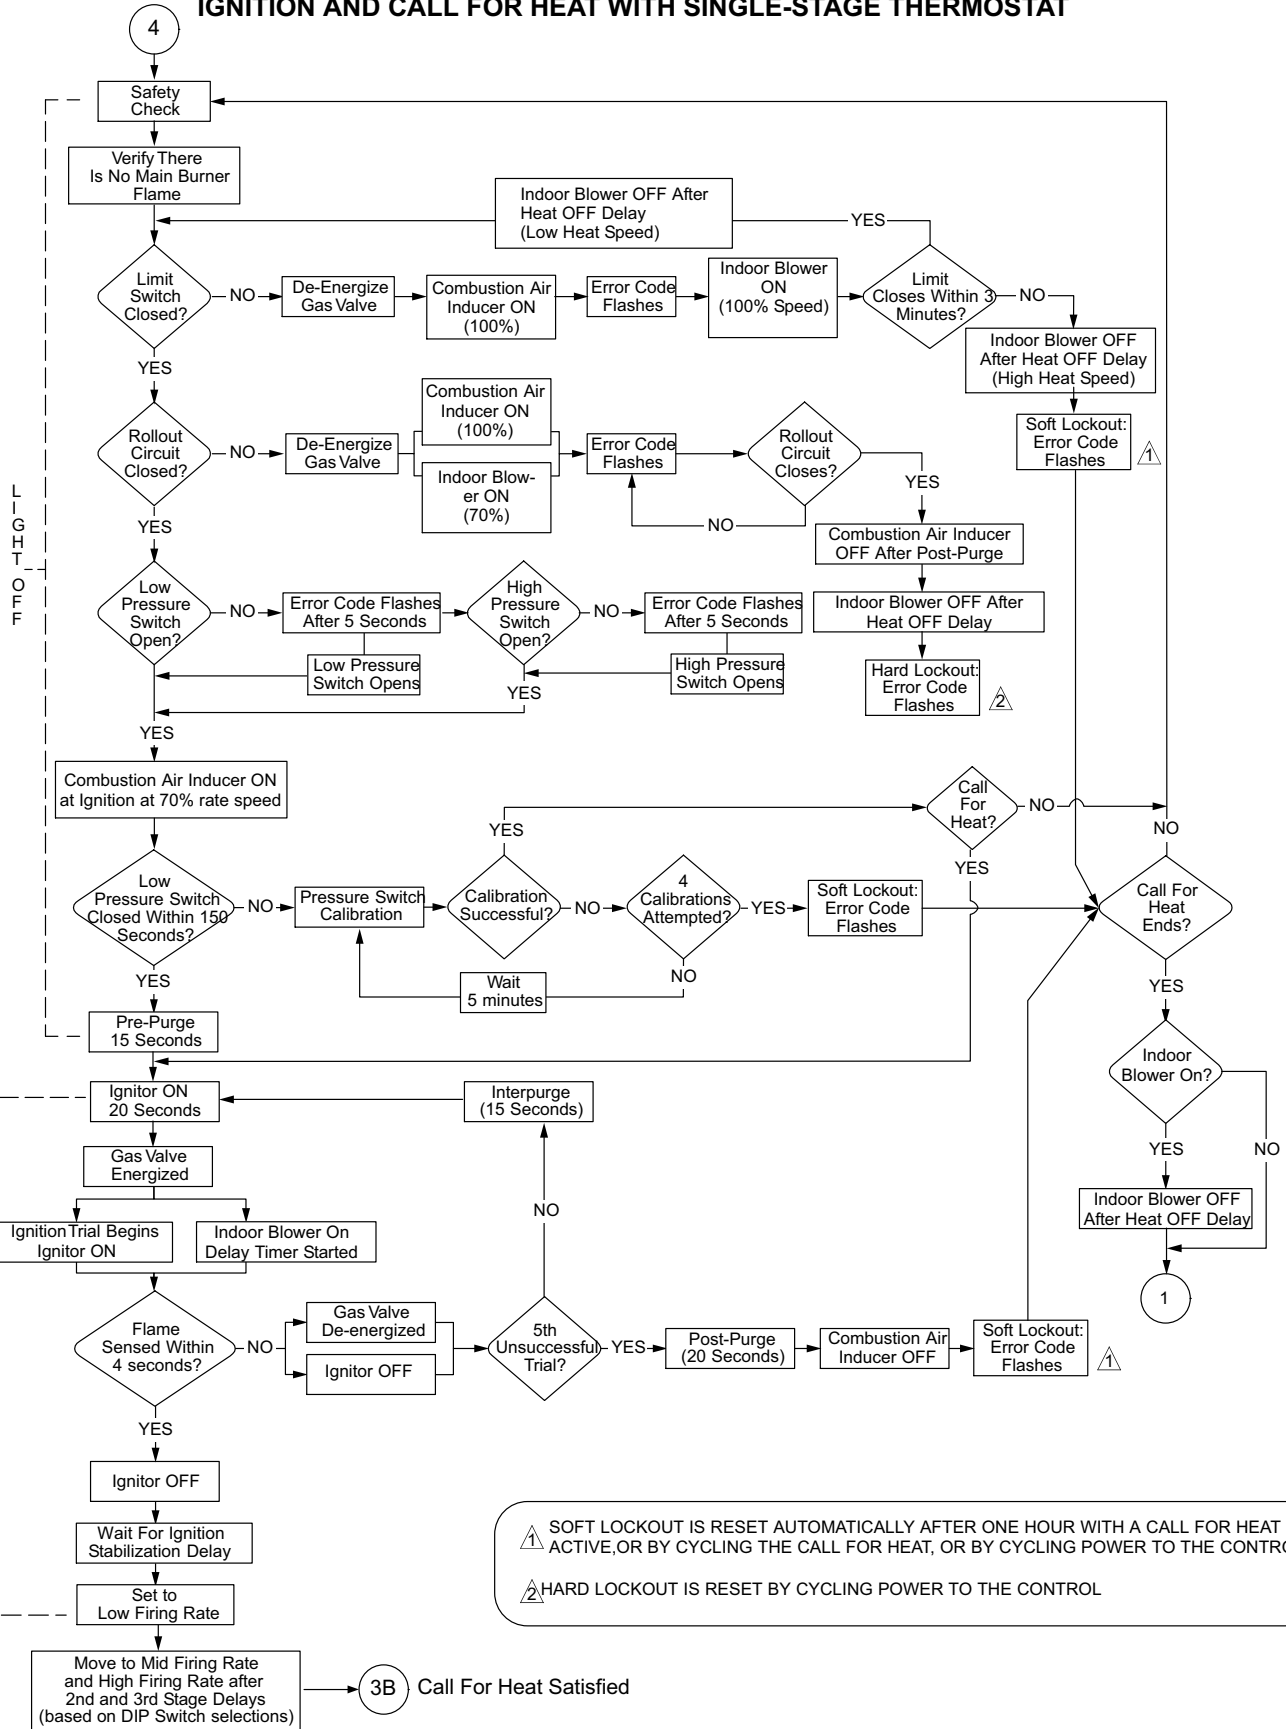 IGNITION AND CALL FOR HEAT WITH SINGLE-STAGE THERMOSTAT
4
Safety
Check
Verify There
Is No Main Burner
Flame
Indoor Blower OFF After
Heat OFF Delay
(Low Heat Speed)
YES
Limit
Switch
Closed?
NO
De-Energize
Gas Valve
Combustion Air
Inducer ON
(100%)
Error Code
Flashes
Indoor Blower
ON
(100% Speed)
Limit
Closes Within 3
Minutes?
NO
Indoor Blower OFF
After Heat OFF Delay
(High Heat Speed)
Soft Lockout:
Error Code
Flashes
1
YES
Rollout
Circuit
Closed?
NO
De-Energize
Gas Valve
Combustion Air
Inducer ON
(100%)
Indoor Blow-
er ON
(70%)
Error Code
Flashes
Rollout
Circuit
Closes?
NO
YES
Combustion Air Inducer
OFF After Post-Purge
Indoor Blower OFF After
Heat OFF Delay
Hard Lockout:
Error Code
Flashes
2
LIGHT OFF
YES
Low
Pressure
Switch
Open?
NO
Error Code Flashes
After 5 Seconds
Low Pressure
Switch Opens
High
Pressure
Switch
Open?
NO
Error Code Flashes
After 5 Seconds
High Pressure
Switch Opens
YES
YES
Combustion Air Inducer ON
at Ignition at 70% rate speed
Low
Pressure Switch
Closed Within 150
Seconds?
NO
Pressure Switch
Calibration
Calibration
Successful?
YES
NO
4
Calibrations
Attempted?
YES
Soft Lockout:
Error Code
Flashes
NO
Wait
5 minutes
Call
For
Heat?
NO
YES
NO
Call For
Heat
Ends?
YES
Indoor
Blower On?
YES
NO
Indoor Blower OFF
After Heat OFF Delay
1
YES
Pre-Purge
15 Seconds
Ignitor ON
20 Seconds
Interpurge
(15 Seconds)
Gas Valve
Energized
Ignition Trial Begins
Ignitor ON
Indoor Blower On
Delay Timer Started
NO
Flame
Sensed Within
4 seconds?
NO
Gas Valve
De-energized
Ignitor OFF
5th
Unsuccessful
Trial?
YES
Post-Purge
(20 Seconds)
Combustion Air
Inducer OFF
Soft Lockout:
Error Code
Flashes
1
YES
Ignitor OFF
Wait For Ignition
Stabilization Delay
Set to
Low Firing Rate
Move to Mid Firing Rate
and High Firing Rate after
2nd and 3rd Stage Delays
(based on DIP Switch selections)
3B
Call For Heat Satisfied
1 SOFT LOCKOUT IS RESET AUTOMATICALLY AFTER ONE HOUR WITH A CALL FOR HEAT
ACTIVE,OR BY CYCLING THE CALL FOR HEAT, OR BY CYCLING POWER TO THE CONTRO
2 HARD LOCKOUT IS RESET BY CYCLING POWER TO THE CONTROL